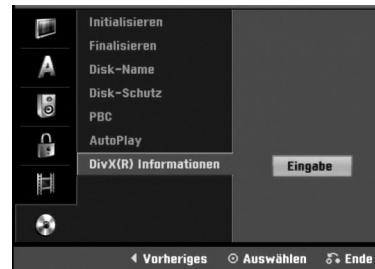 Initialisieren
Finalisieren
Disk-Name
Disk-Schutz
PBC
AutoPlay
DivX(R) Informationen
Eingabe
Vorheriges Auswählen Ende